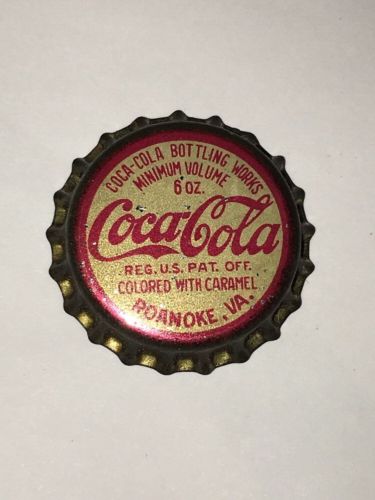 COCA-COLA BOTTLING WORKS
MINIMUM VOLUME
6 OZ.
Coca-Cola
REG. U.S. PAT. OFF.
COLORED WITH CARAMEL
ROANOKE, VA.